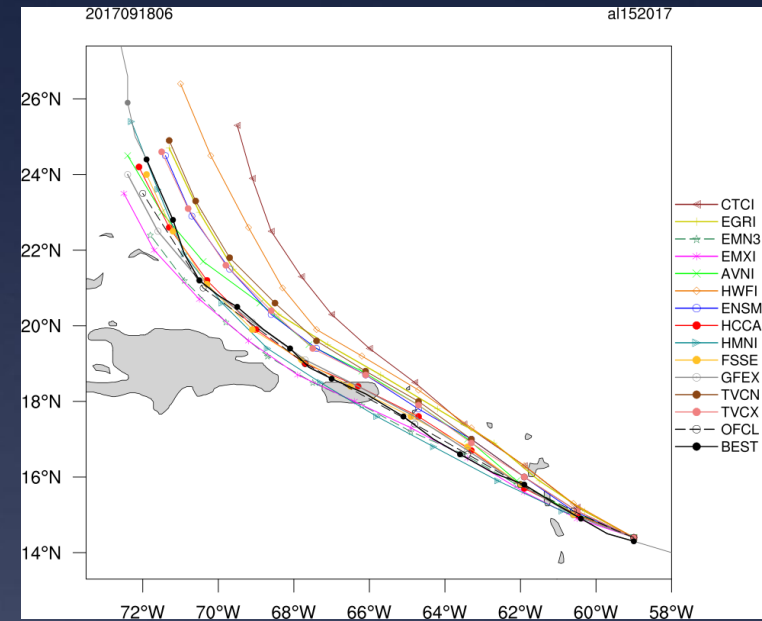 2017091806 al152017
26°N
24°N
22°N
20°N
18°N
16°N
14°N
72°W 70°W 68°W 66°W 64°W 62°W 60°W 58°W
CTCI
EGRI
EMN3
EMXI
AVNI
HWFI
ENSM
HCCA
HMNI
FSSE
GFEX
TVCN
TVCX
OFCL
BEST